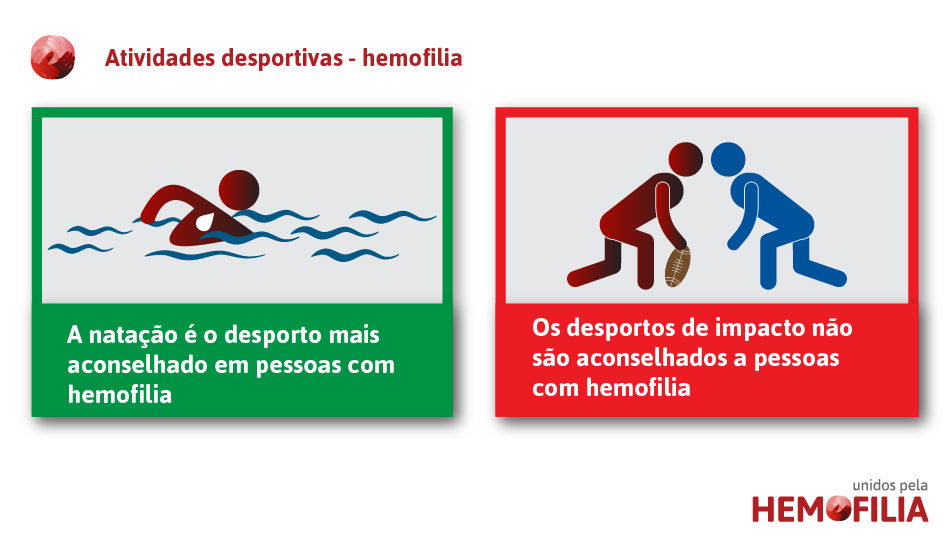 Atividades desportivas - hemofilia
A natação é o desporto mais
aconselhado em pessoas com
hemofilia
Os desportos de impacto não
são aconselhados a pessoas
com hemofilia
unidos pela
HEMOFILIA